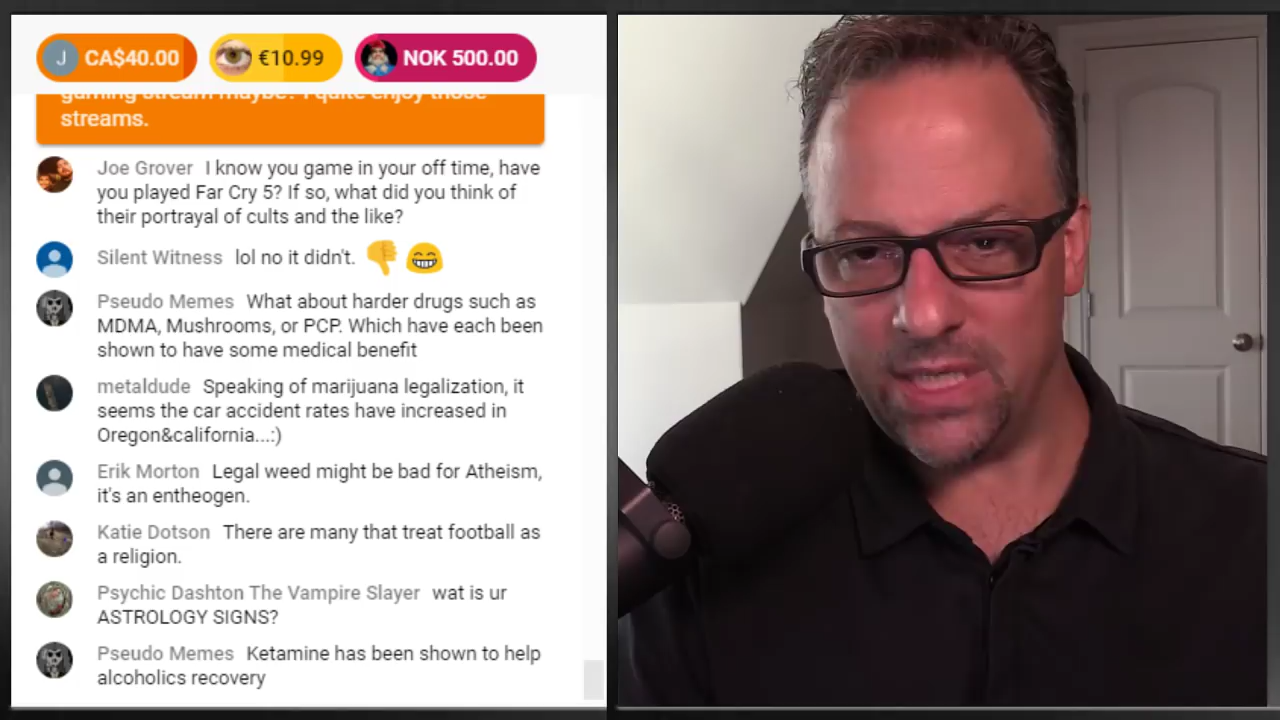 J CA$40.00 €10.99 NOK 500.00
gaming stream maybe? I quite enjoy those
streams.
Joe Grover I know you game in your off time, have
you played Far Cry 5? If so, what did you think of
their portrayal of cults and the like?
Silent Witness lol no it didn't. 👎 😁
Pseudo Memes What about harder drugs such as
MDMA, Mushrooms, or PCP. Which have each been
shown to have some medical benefit
metaldude Speaking of marijuana legalization, it
seems the car accident rates have increased in
Oregon&california...:)
Erik Morton Legal weed might be bad for Atheism,
it's an entheogen.
Katie Dotson There are many that treat football as
a religion.
Psychic Dashton The Vampire Slayer wat is ur
ASTROLOGY SIGNS?
Pseudo Memes Ketamine has been shown to help
alcoholics recovery